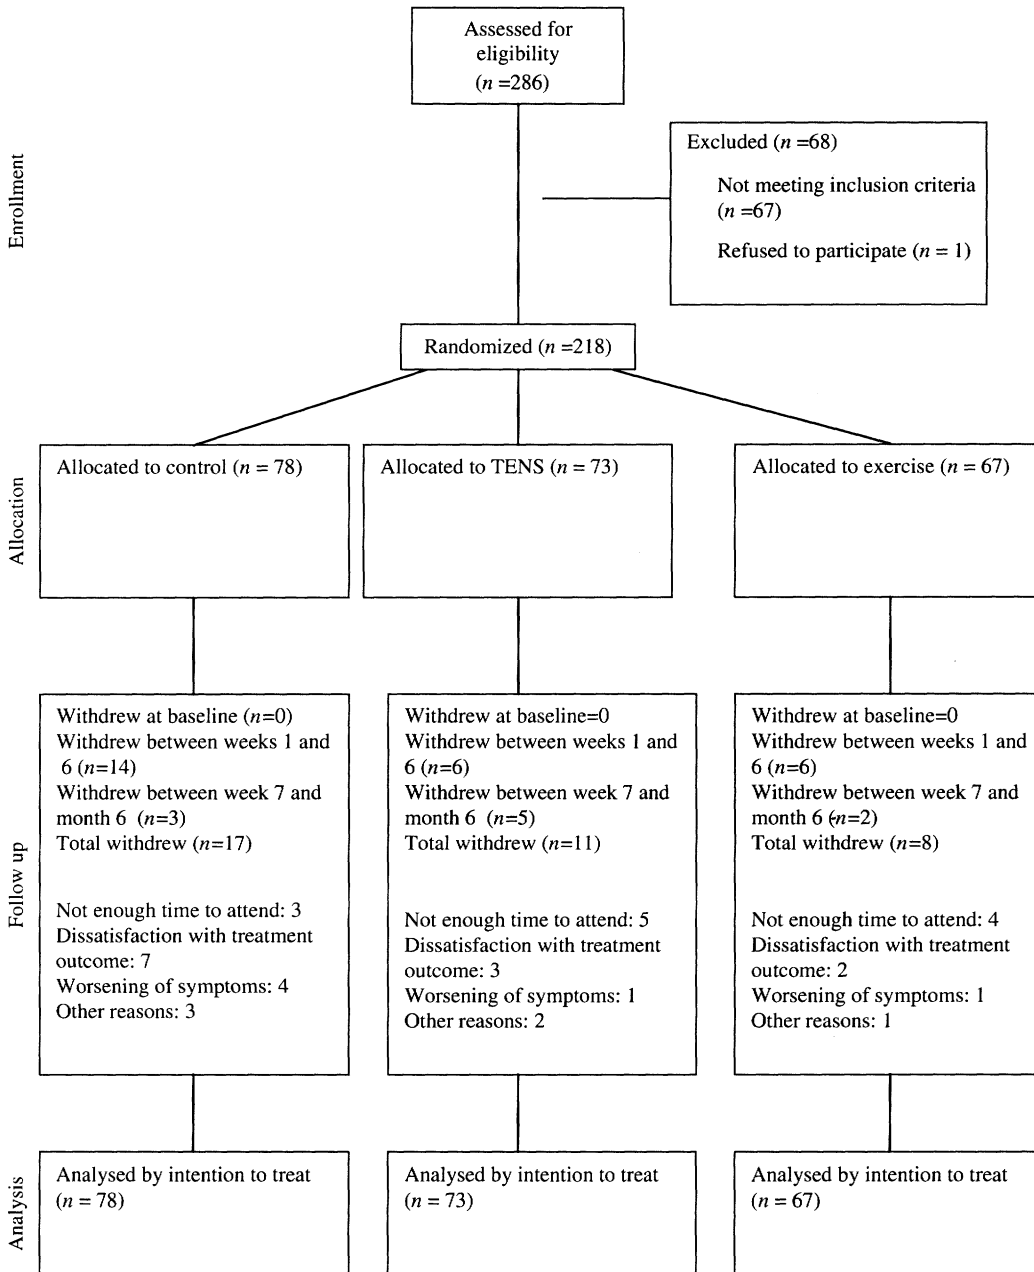 Assessed for
eligibility
(n =286)
Enrollment
Excluded (n =68)
Not meeting inclusion criteria
(n =67)
Refused to participate (n = 1)
Randomized (n =218)
Allocation
Allocated to control (n = 78)
Allocated to TENS (n = 73)
Allocated to exercise (n = 67)
Follow up
Withdrew at baseline (n=0)
Withdrew between weeks 1 and
6 (n=14)
Withdrew between week 7 and
month 6 (n=3)
Total withdrew (n=17)
Not enough time to attend: 3
Dissatisfaction with treatment
outcome: 7
Worsening of symptoms: 4
Other reasons: 3
Withdrew at baseline=0
Withdrew between weeks 1 and
6 (n=6)
Withdrew between week 7 and
month 6 (n=5)
Total withdrew (n=11)
Not enough time to attend: 5
Dissatisfaction with treatment
outcome: 3
Worsening of symptoms: 1
Other reasons: 2
Withdrew at baseline=0
Withdrew between weeks 1 and
6 (n=6)
Withdrew between week 7 and
month 6 (n=2)
Total withdrew (n=8)
Not enough time to attend: 4
Dissatisfaction with treatment
outcome: 2
Worsening of symptoms: 1
Other reasons: 1
Analysis
Analysed by intention to treat
(n = 78)
Analysed by intention to treat
(n = 73)
Analysed by intention to treat
(n = 67)